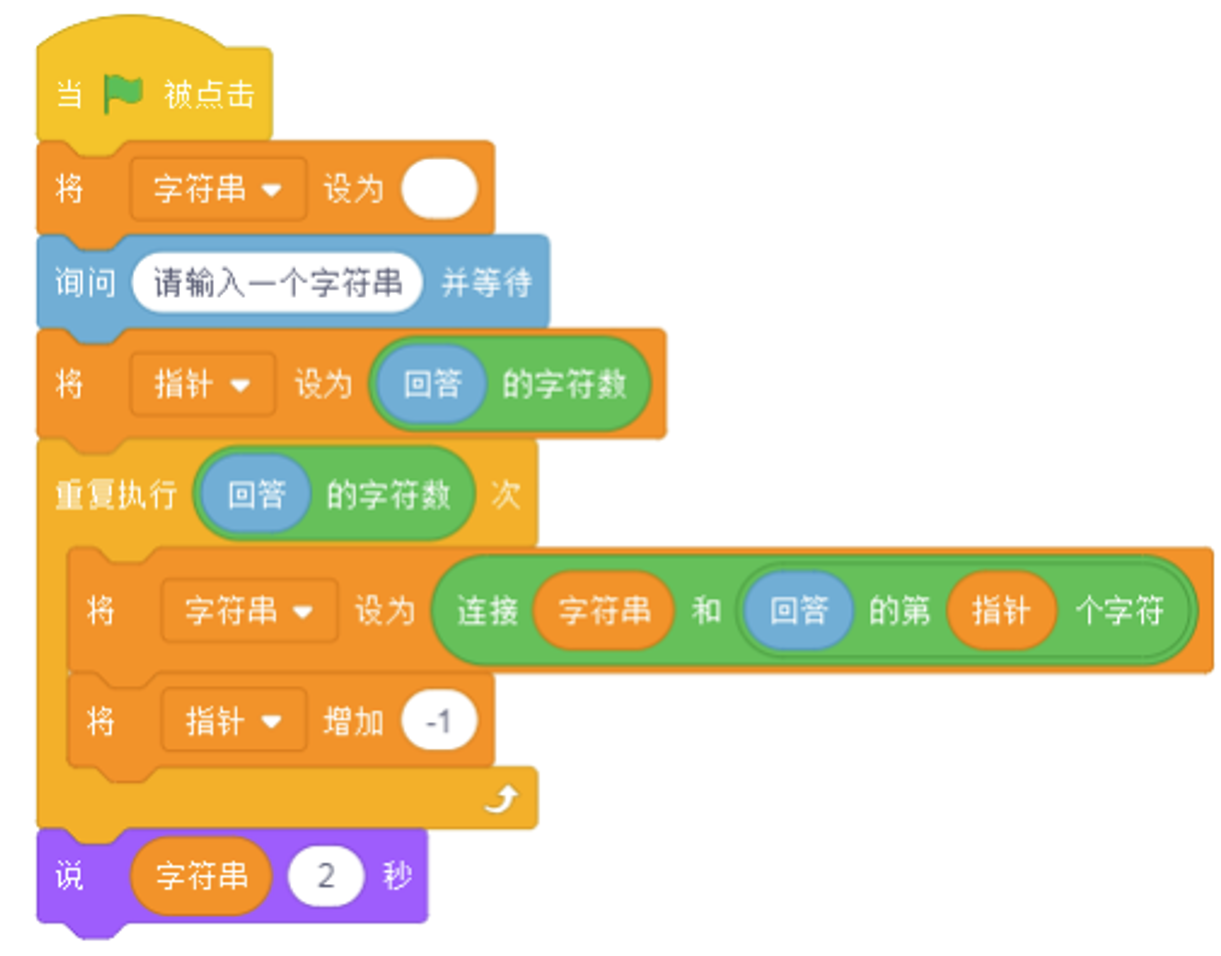 当 被点击
将 字符串 设为
询问 请输入一个字符串 并等待
将 指针 设为 回答 的字符数
重复执行 回答 的字符数 次
将 字符串 设为 连接 字符串 和 回答 的第 指针 个字符
将 指针 增加 -1
说 字符串 2 秒